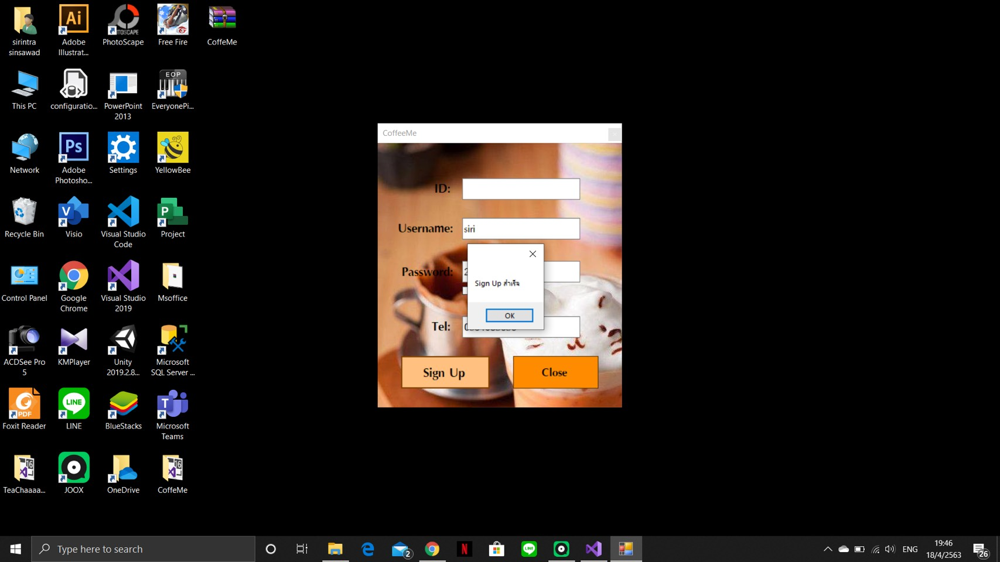 sirintra
sinsawad
Adobe
Illustrat...
PhotoScape
Free Fire
CoffeMe
This PC
configuratio...
PowerPoint
2013
EOP
EveryonePi...
Network
Adobe
Photosho...
Settings
YellowBee
Recycle Bin
Visio
Visual Studio
Code
Project
Control Panel
Google
Chrome
Visual Studio
2019
Msoffice
ACDSee Pro
5
KMPlayer
Unity
2019.2.8...
Microsoft
SQL Server ...
Foxit Reader
LINE
BlueStacks
Microsoft
Teams
TeaChaaaa...
JOOX
OneDrive
CoffeMe
CoffeeMe
ID:
Username: siri
Password: 2
Sign Up สำเร็จ
OK
Tel:
Sign Up
Close
Type here to search
2
ENG
19:46
18/4/2563
26